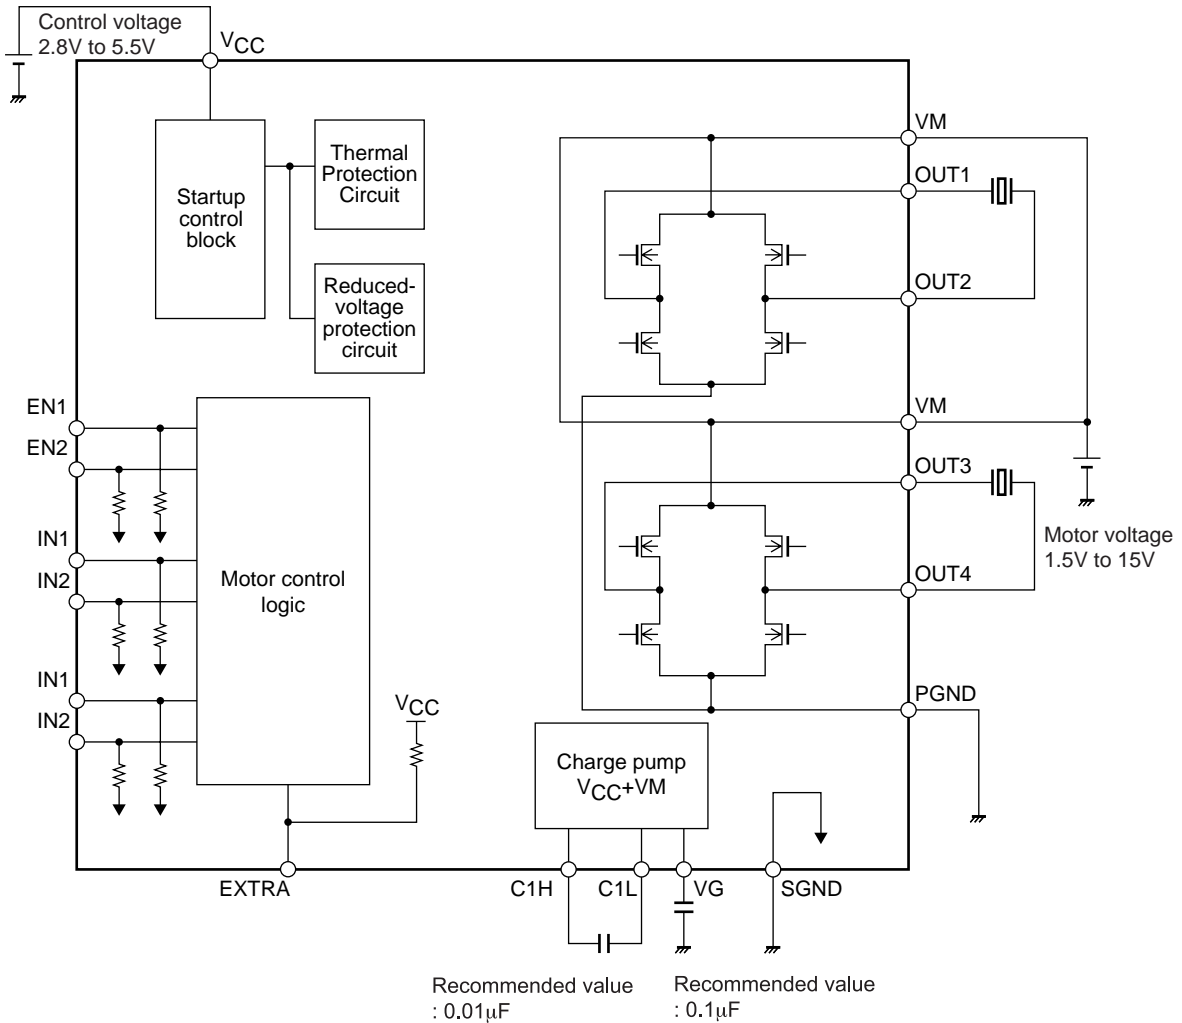 Control voltage
2.8V to 5.5V
VCC
VM
OUT1
Startup
control
block
Thermal
Protection
Circuit
Reduced-
voltage
protection
circuit
OUT2
EN1
EN2
VM
OUT3
Motor voltage
1.5V to 15V
IN1
IN2
Motor control
logic
OUT4
IN1
IN2
VCC
PGND
Charge pump
VCC+VM
EXTRA
C1H
C1L
VG
SGND
Recommended value
: 0.01μF
Recommended value
: 0.1μF